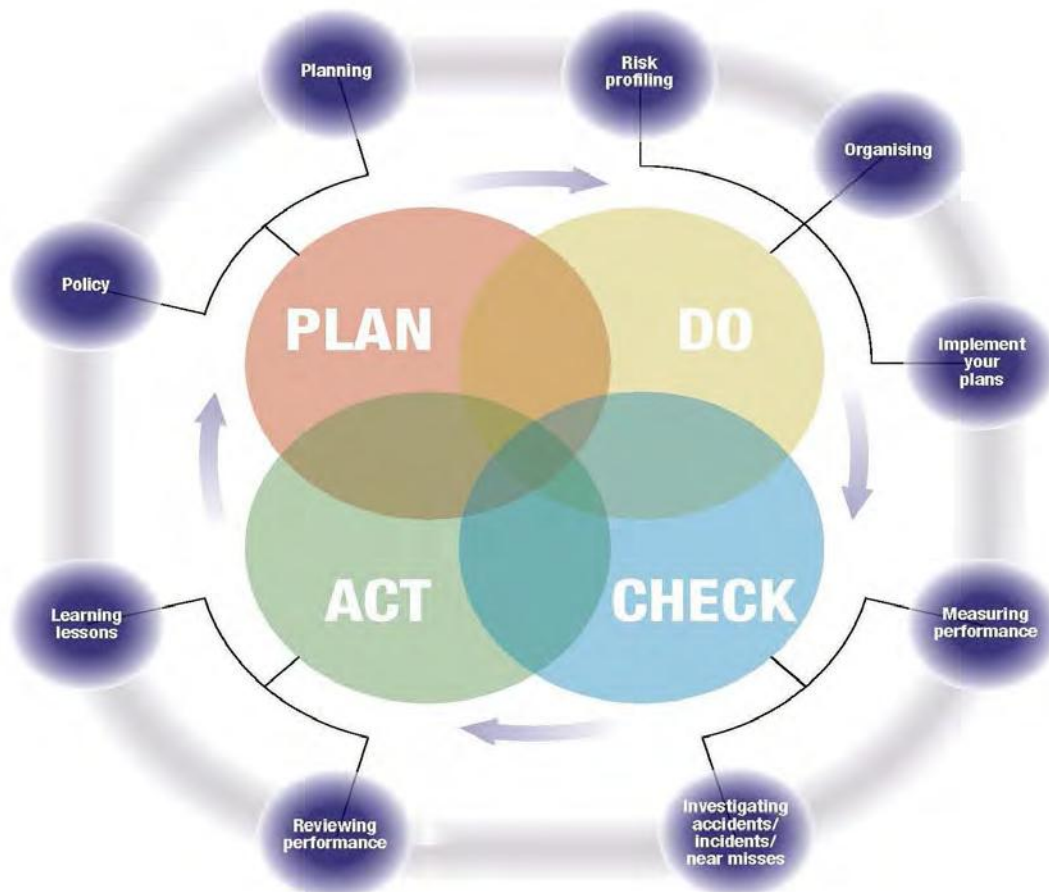 Planning
Risk
profiling
Organising
Policy
PLAN
DO
Implement
your
plans
ACT
CHECK
Learning
lessons
Measuring
performance
Reviewing
performance
Investigating
accidents/
incidents/
near misses